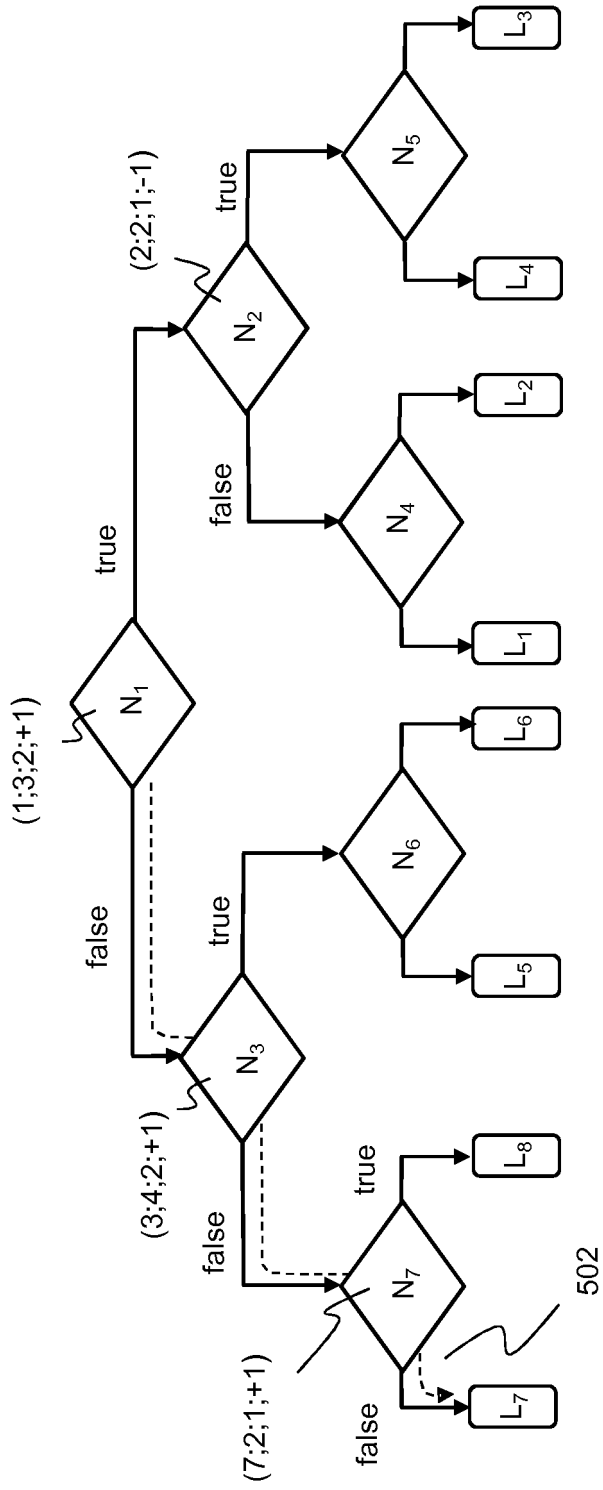 (1;3;2;+1)
N1
false
true
(3;4;2;+1)
N3
(2;2;1;-1)
N2
false
true
false
true
(7;2;1;+1)
N7
N6
N4
N5
false
true
L7
L8
L5
L6
L1
L2
L4
L3
502